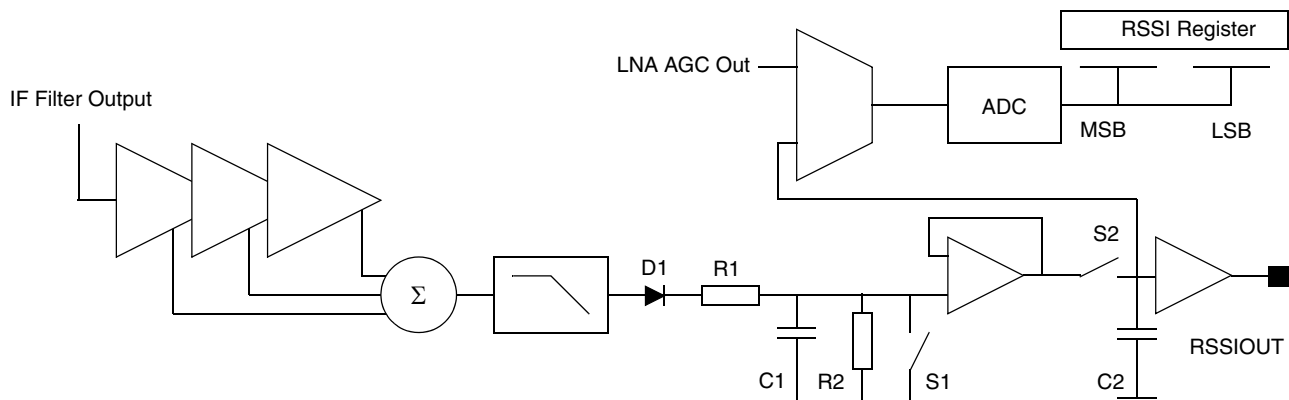 RSSI Register
LNA AGC Out
IF Filter Output
ADC
MSB
LSB
S2
D1
R1
Σ
RSSIOUT
C1
R2
S1
C2